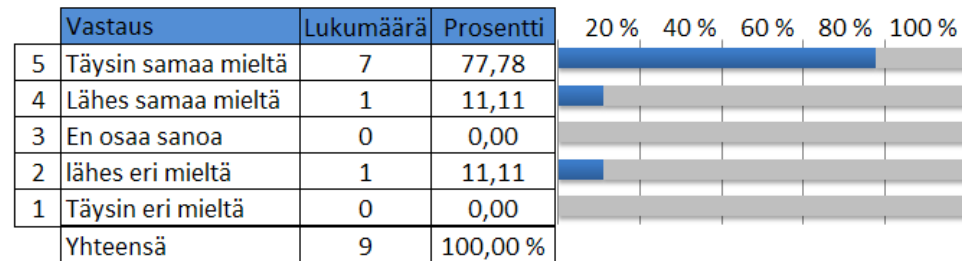 Vastaus Lukumäärä Prosentti 20 % 40 % 60 % 80 % 100 %
5 Täysin samaa mieltä 7 77,78
4 Lähes samaa mieltä 1 11,11
3 En osaa sanoa 0 0,00
2 lähes eri mieltä 1 11,11
1 Täysin eri mieltä 0 0,00
Yhteensä 9 100,00 %